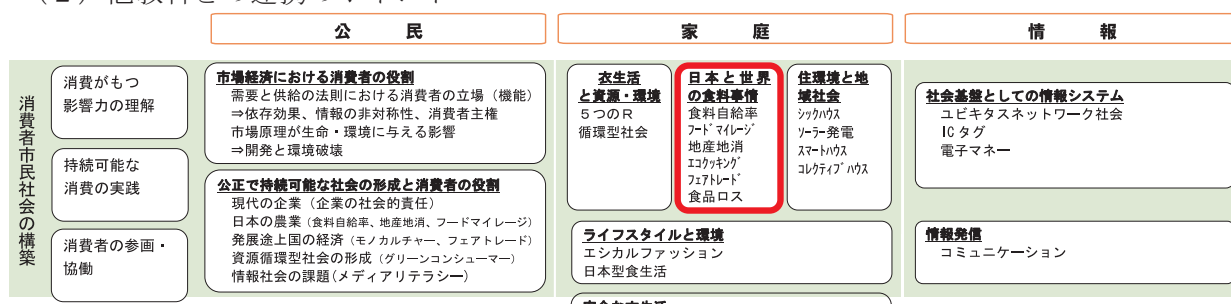 公 民
家 庭
情 報
消費者市民社会の構築
消費がもつ
影響力の理解
持続可能な
消費の実践
消費者の参画・
協働
市場経済における消費者の役割
需要と供給の法則における消費者の立場（機能）
⇒依存効果、情報の非対称性、消費者主権
市場原理が生命・環境に与える影響
⇒開発と環境破壊
公正で持続可能な社会の形成と消費者の役割
現代の企業（企業の社会的責任）
日本の農業（食料自給率、地産地消、フードマイレージ）
発展途上国の経済（モノカルチャー、フェアトレード）
資源循環型社会の形成（グリーンコンシューマー）
情報社会の課題(メディアリテラシー）
衣生活
と資源・環境
５つのＲ
循環型社会
日本と世界
の食料事情
食料自給率
ﾌｰﾄﾞﾏｲﾚｰｼﾞ
地産地消
ｴｺｸｯｷﾝｸﾞ
ﾌｪｱﾄﾚｰﾄﾞ
食品ロス
住環境と地
域社会
ｼｯｸﾊｳｽ
ｿｰﾗｰ発電
ｽﾏｰﾄﾊｳｽ
ｺﾚｸﾃｨﾌﾞﾊｳｽ
ライフスタイルと環境
エシカルファッション
日本型食生活
社会基盤としての情報システム
ユビキタスネットワーク社会
IC タグ
電子マネー
情報発信
コミュニケーション